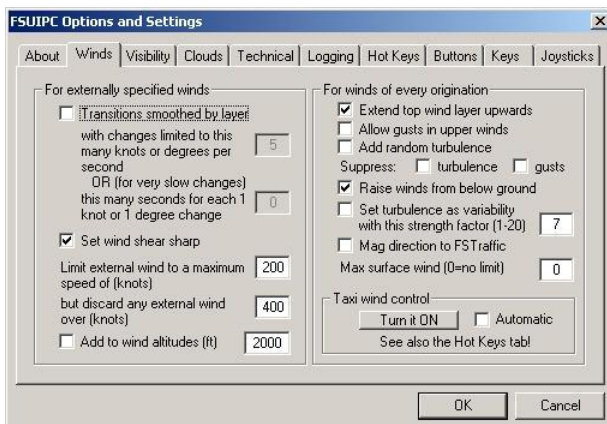 FSUIPC Options and Settings
About Winds Visibility Clouds Technical Logging Hot Keys Buttons Keys Joysticks
For externally specified winds
Transitions smoothed by layer
with changes limited to this
many knots or degrees per
second
5
OR (for very slow changes)
this many seconds for each 1
knot or 1 degree change
0
Set wind shear sharp
Limit external wind to a maximum
speed of (knots)
200
but discard any external wind
over (knots)
400
Add to wind altitudes (ft) 2000
For winds of every origination
Extend top wind layer upwards
Allow gusts in upper winds
Add random turbulence
Suppress: turbulence gusts
Raise winds from below ground
Set turbulence as variability
with this strength factor (1-20) 7
Mag direction to FSTraffic
Max surface wind (0=no limit) 0
Taxi wind control
Turn it ON Automatic
See also the Hot Keys tab!
OK Cancel